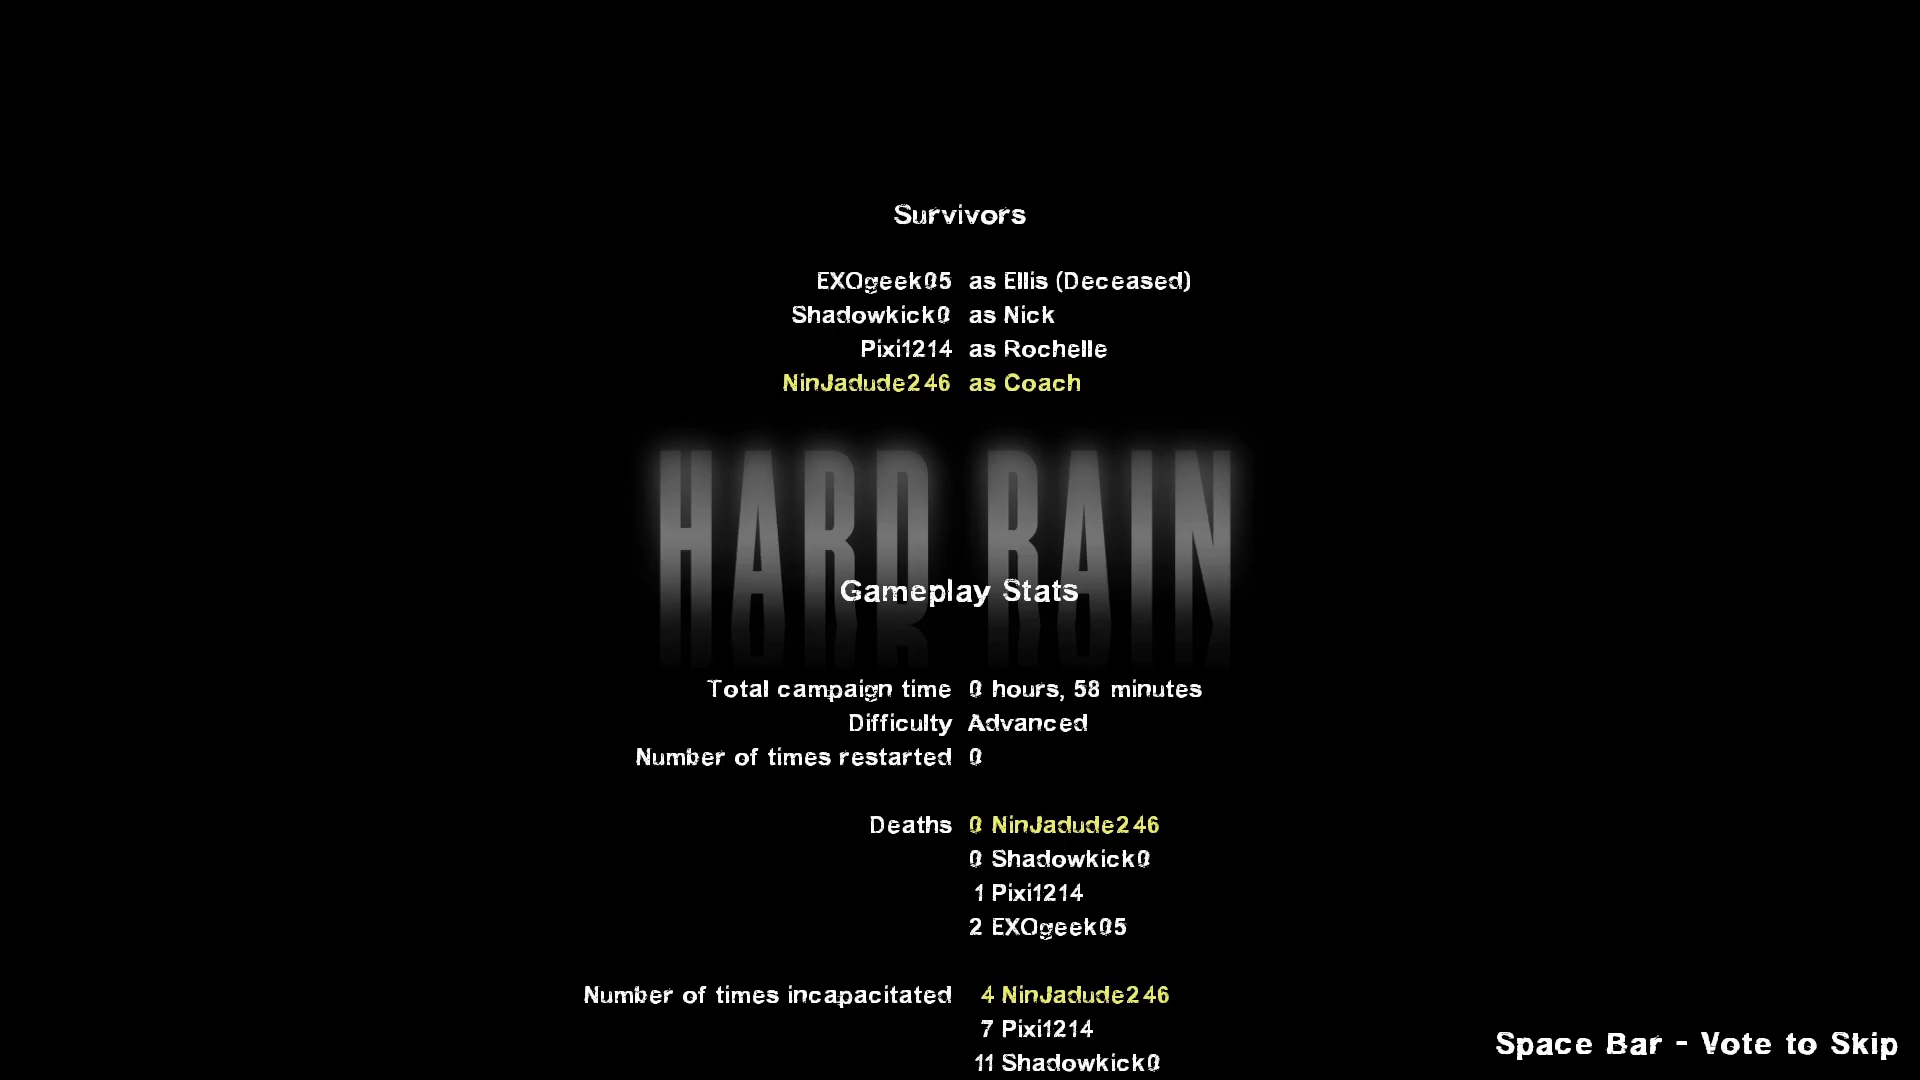 Survivors
EXOgeek05 as Ellis (Deceased)
Shadowkick0 as Nick
Pixi1214 as Rochelle
NinJadude246 as Coach
HARD RAIN
Gameplay Stats
Total campaign time 0 hours, 58 minutes
Difficulty Advanced
Number of times restarted 0
Deaths 0 NinJadude246
0 Shadowkick0
1 Pixi1214
2 EXOgeek05
Number of times incapacitated 4 NinJadude246
7 Pixi1214
11 Shadowkick0
Space Bar - Vote to Skip